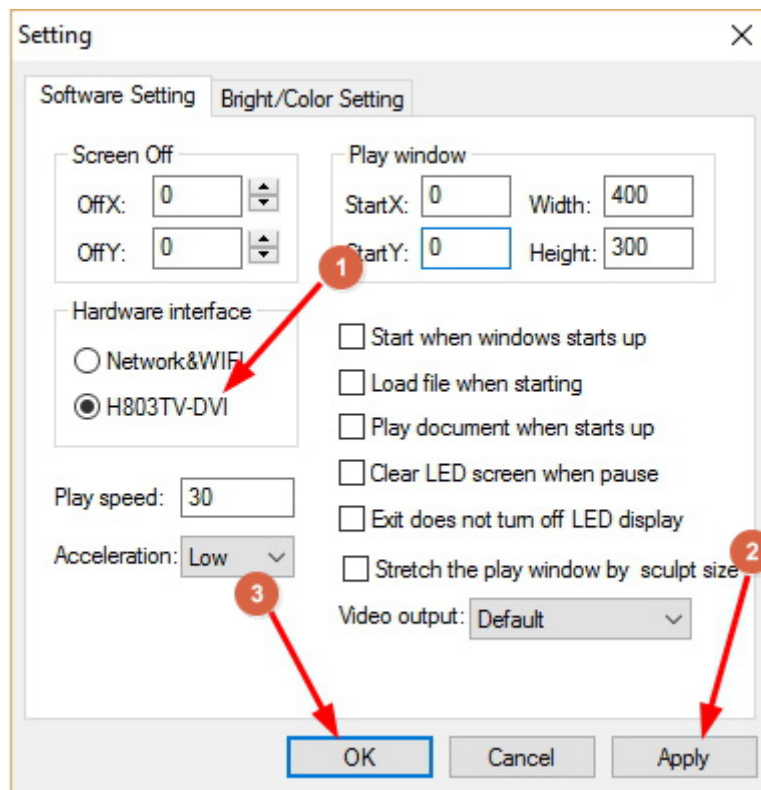 Setting
Software Setting
Bright/Color Setting
Screen Off
OffX: 0
OffY: 0
Play window
StartX: 0 Width: 400
StartY: 0 Height: 300
1
Hardware interface
Network&WIFI
H803TV-DVI
Start when windows starts up
Load file when starting
Play document when starts up
Clear LED screen when pause
Exit does not turn off LED display
Stretch the play window by sculpt size
Play speed: 30
Acceleration: Low
Video output: Default
2
3
OK
Cancel
Apply